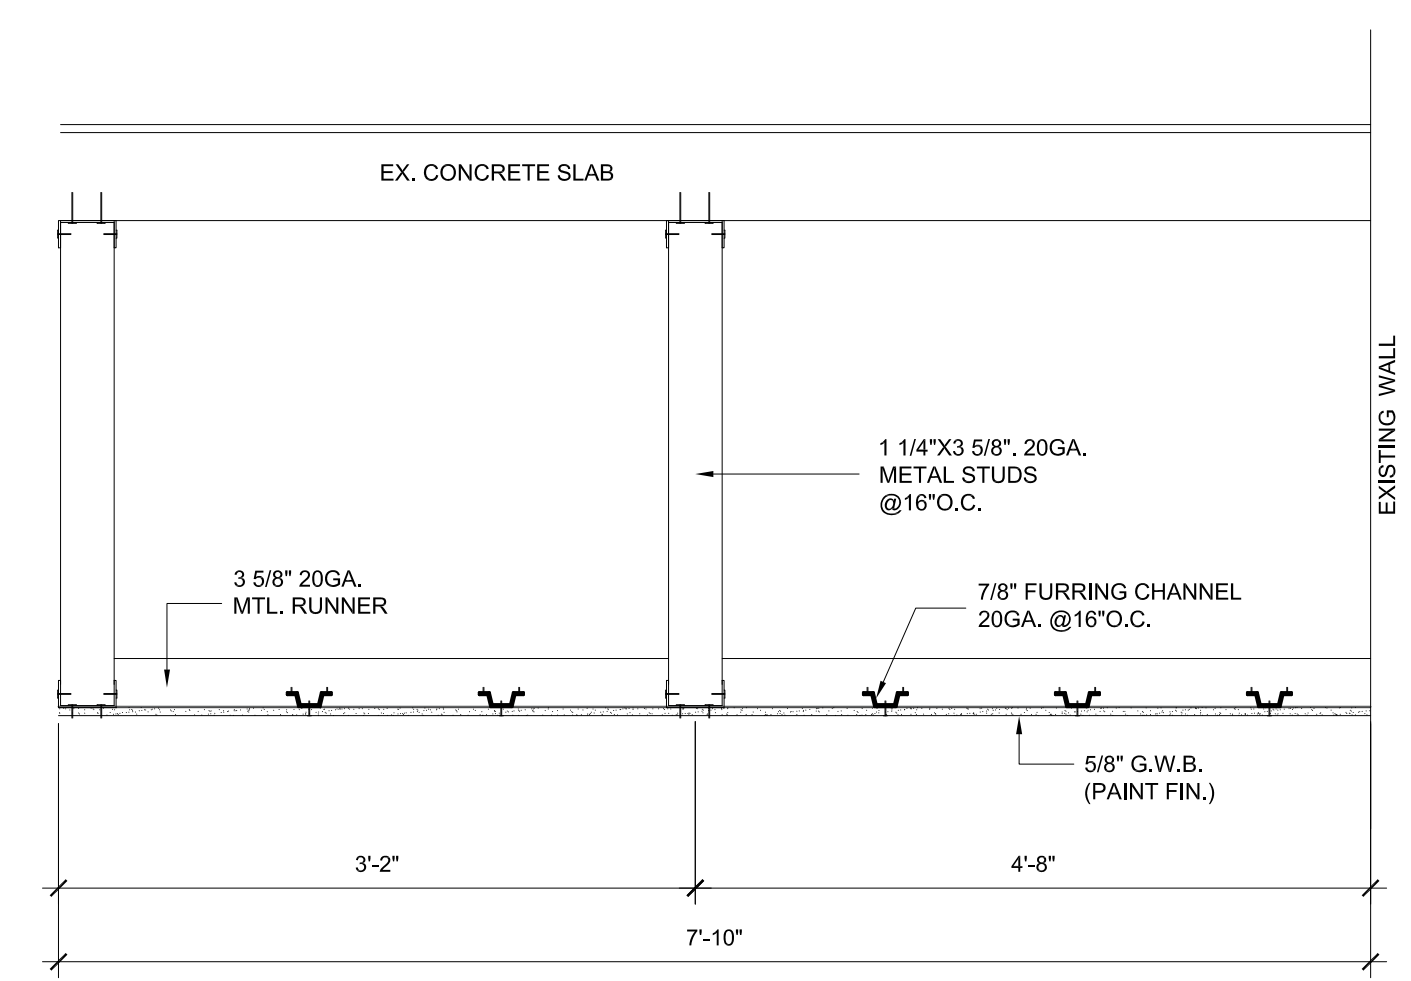 EX. CONCRETE SLAB
EXISTING WALL
1 1/4"X3 5/8". 20GA.
METAL STUDS
@16"O.C.
3 5/8" 20GA.
MTL. RUNNER
7/8" FURRING CHANNEL
20GA. @16"O.C.
5/8" G.W.B.
(PAINT FIN.)
3'-2"
4'-8"
7'-10"